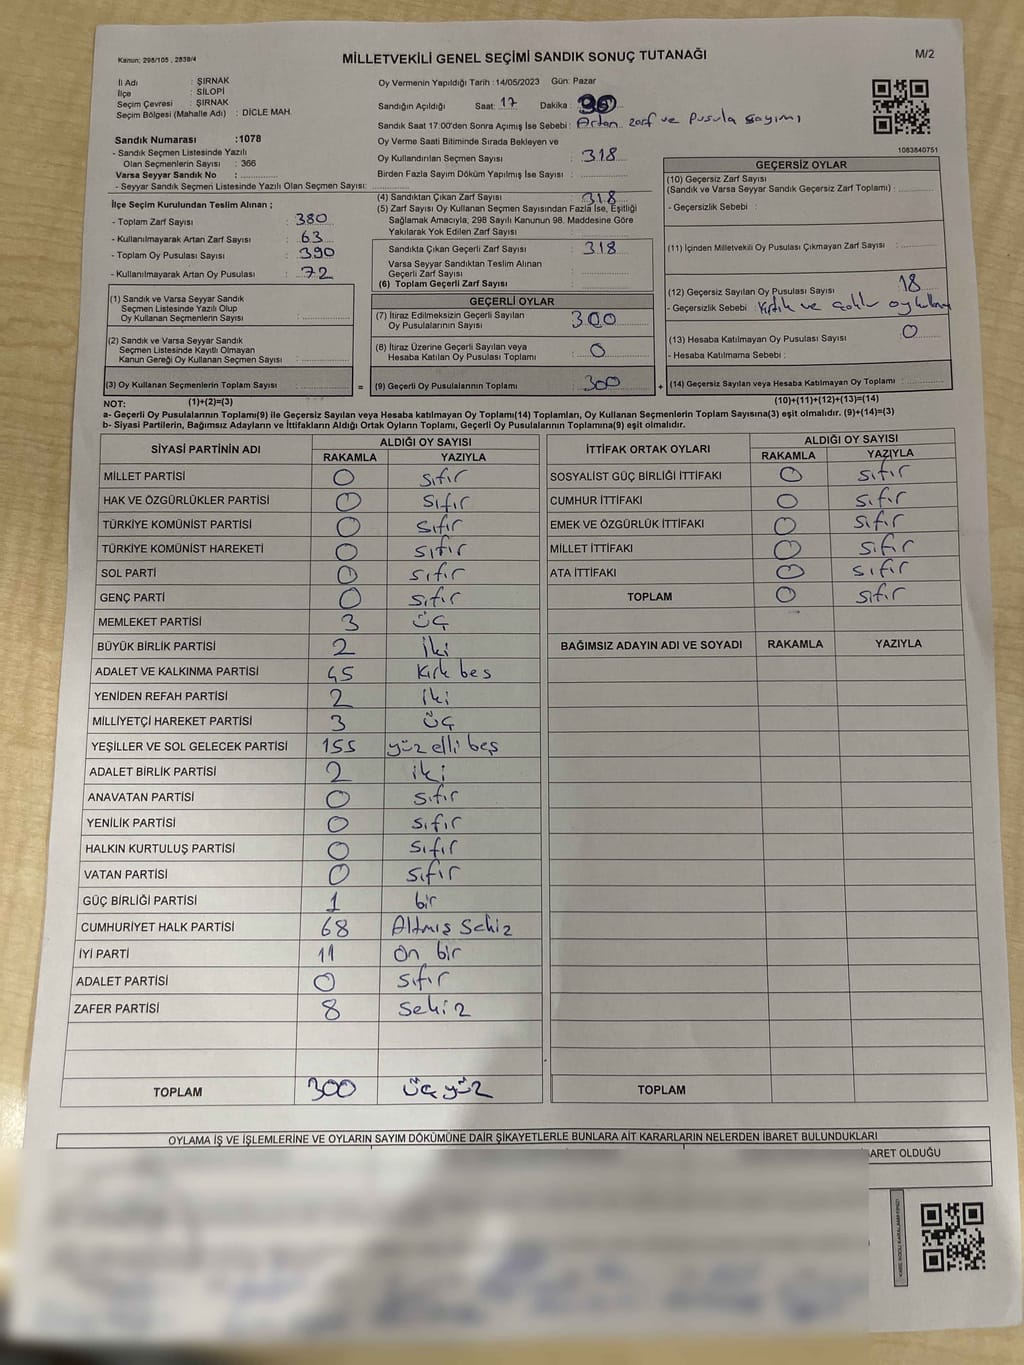 Kanun; 298/105 , 2839/4
MİLLETVEKİLİ GENEL SEÇİMİ SANDIK SONUÇ TUTANAĞI
M/2
İl Adı : ŞIRNAK
İlçe : SİLOPİ
Seçim Çevresi : ŞIRNAK
Seçim Bölgesi (Mahalle Adı) : DİCLE MAH.
Sandık Numarası :1078
- Sandık Seçmen Listesinde Yazılı
Olan Seçmenlerin Sayısı : 366
Varsa Seyyar Sandık No :
- Seyyar Sandık Seçmen Listesinde Yazılı Olan Seçmen Sayısı:
Oy Vermenin Yapıldığı Tarih :14/05/2023 Gün: Pazar
Sandığın Açıldığı Saat: 17 Dakika :
Sandık Saat 17:00'den Sonra Açımış İse Sebebi : Artan zarf ve Pusula sayımı
Oy Verme Saati Bitiminde Sırada Bekleyen ve
Oy Kullandırılan Seçmen Sayısı : 318
Birden Fazla Sayım Döküm Yapılmış İse Sayısı :
1083840751
İlçe Seçim Kurulundan Teslim Alınan ;
- Toplam Zarf Sayısı : 380
- Kullanılmayarak Artan Zarf Sayısı : 63
- Toplam Oy Pusulası Sayısı : 390
- Kullanılmayarak Artan Oy Pusulası : 72
(4) Sandıktan Çıkan Zarf Sayısı : 318
(5) Zarf Sayısı Oy Kullanan Seçmen Sayısından Fazla İse, Eşitliği
Sağlamak Amacıyla, 298 Sayılı Kanunun 98. Maddesine Göre
Yakılarak Yok Edilen Zarf Sayısı :
Sandıkta Çıkan Geçerli Zarf Sayısı : 318
Varsa Seyyar Sandıktan Teslim Alınan
Geçerli Zarf Sayısı :
(6) Toplam Geçerli Zarf Sayısı :
GEÇERSİZ OYLAR
(10) Geçersiz Zarf Sayısı
(Sandık ve Varsa Seyyar Sandık Geçersiz Zarf Toplamı) :
- Geçersizlik Sebebi :
(11) İçinden Milletvekili Oy Pusulası Çıkmayan Zarf Sayısı :
(12) Geçersiz Sayılan Oy Pusulası Sayısı : 18
- Geçersizlik Sebebi : ve
(13) Hesaba Katılmayan Oy Pusulası Sayısı : 0
- Hesaba Katılmama Sebebi :
(14) Geçersiz Sayılan veya Hesaba Katılmayan Oy Toplamı :
(10)+(11)+(12)+(13)=(14)
(1) Sandık ve Varsa Seyyar Sandık
Seçmen Listesinde Yazılı Olup
Oy Kullanan Seçmenlerin Sayısı :
(2) Sandık ve Varsa Seyyar Sandık
Seçmen Listesinde Kayıtlı Olmayan
Kanun Gereği Oy Kullanan Seçmen Sayısı :
(3) Oy Kullanan Seçmenlerin Toplam Sayısı : =
(1)+(2)=(3)
GEÇERLİ OYLAR
(7) İtiraz Edilmeksizin Geçerli Sayılan
Oy Pusulalarının Sayısı : 300
(8) İtiraz Üzerine Geçerli Sayılan veya
Hesaba Katılan Oy Pusulası Toplamı : 0
(9) Geçerli Oy Pusulalarının Toplamı : 300 +
NOT:
a- Geçerli Oy Pusulalarının Toplamı(9) ile Geçersiz Sayılan veya Hesaba katılmayan Oy Toplamı(14) Toplamları, Oy Kullanan Seçmenlerin Toplam Sayısına(3) eşit olmalıdır. (9)+(14)=(3)
b- Siyasi Partilerin, Bağımsız Adayların ve İttifakların Aldığı Ortak Oyların Toplamı, Geçerli Oy Pusulalarının Toplamına(9) eşit olmalıdır.
SİYASİ PARTİNİN ADI ALDIĞI OY SAYISI
RAKAMLA YAZIYLA
MİLLET PARTİSİ 0 sıfır
HAK VE ÖZGÜRLÜKLER PARTİSİ 0 sıfır
TÜRKİYE KOMÜNİST PARTİSİ 0 sıfır
TÜRKİYE KOMÜNİST HAREKETİ 0 sıfır
SOL PARTİ 0 sıfır
GENÇ PARTİ 0 sıfır
MEMLEKET PARTİSİ 3 üç
BÜYÜK BİRLİK PARTİSİ 2 İki
ADALET VE KALKINMA PARTİSİ 45 Kırk bes
YENİDEN REFAH PARTİSİ 2 iki
MİLLİYETÇİ HAREKET PARTİSİ 3 üç
YEŞİLLER VE SOL GELECEK PARTİSİ 155 yüz elli beş
ADALET BİRLİK PARTİSİ 2 iki
ANAVATAN PARTİSİ 0 sıfır
YENİLİK PARTİSİ 0 sıfır
HALKIN KURTULUŞ PARTİSİ 0 sıfır
VATAN PARTİSİ 0 sıfır
GÜÇ BİRLİĞİ PARTİSİ 1 bir
CUMHURİYET HALK PARTİSİ 68 Altmış Sekiz
İYİ PARTİ 11 on bir
ADALET PARTİSİ 0 sıfır
ZAFER PARTİSİ 8 Sekiz
TOPLAM 300 üç yüz
İTTİFAK ORTAK OYLARI ALDIĞI OY SAYISI
RAKAMLA YAZIYLA
SOSYALİST GÜÇ BİRLİĞİ İTTİFAKI 0 sıfır
CUMHUR İTTİFAKI 0 sıfır
EMEK VE ÖZGÜRLÜK İTTİFAKI 0 sıfır
MİLLET İTTİFAKI 0 sıfır
ATA İTTİFAKI 0 sıfır
TOPLAM 0 sıfır
BAĞIMSIZ ADAYIN ADI VE SOYADI RAKAMLA YAZIYLA
TOPLAM
OYLAMA İŞ VE İŞLEMLERİNE VE OYLARIN SAYIM DÖKÜMÜNE DAİR ŞİKAYETLERLE BUNLARA AİT KARARLARIN NELERDEN İBARET BULUNDUKLARI
BARET OLDUĞU